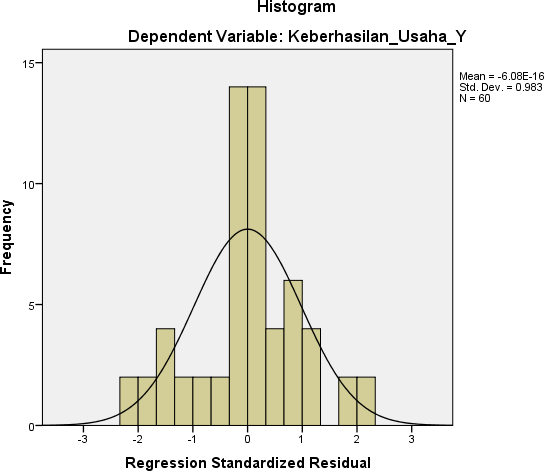 Histogram
Dependent Variable: Keberhasilan_Usaha_Y
Mean = -6.08E-16
Std. Dev. = 0.983
N = 60
Frequency
15
10
5
0
-3 -2 -1 0 1 2 3
Regression Standardized Residual